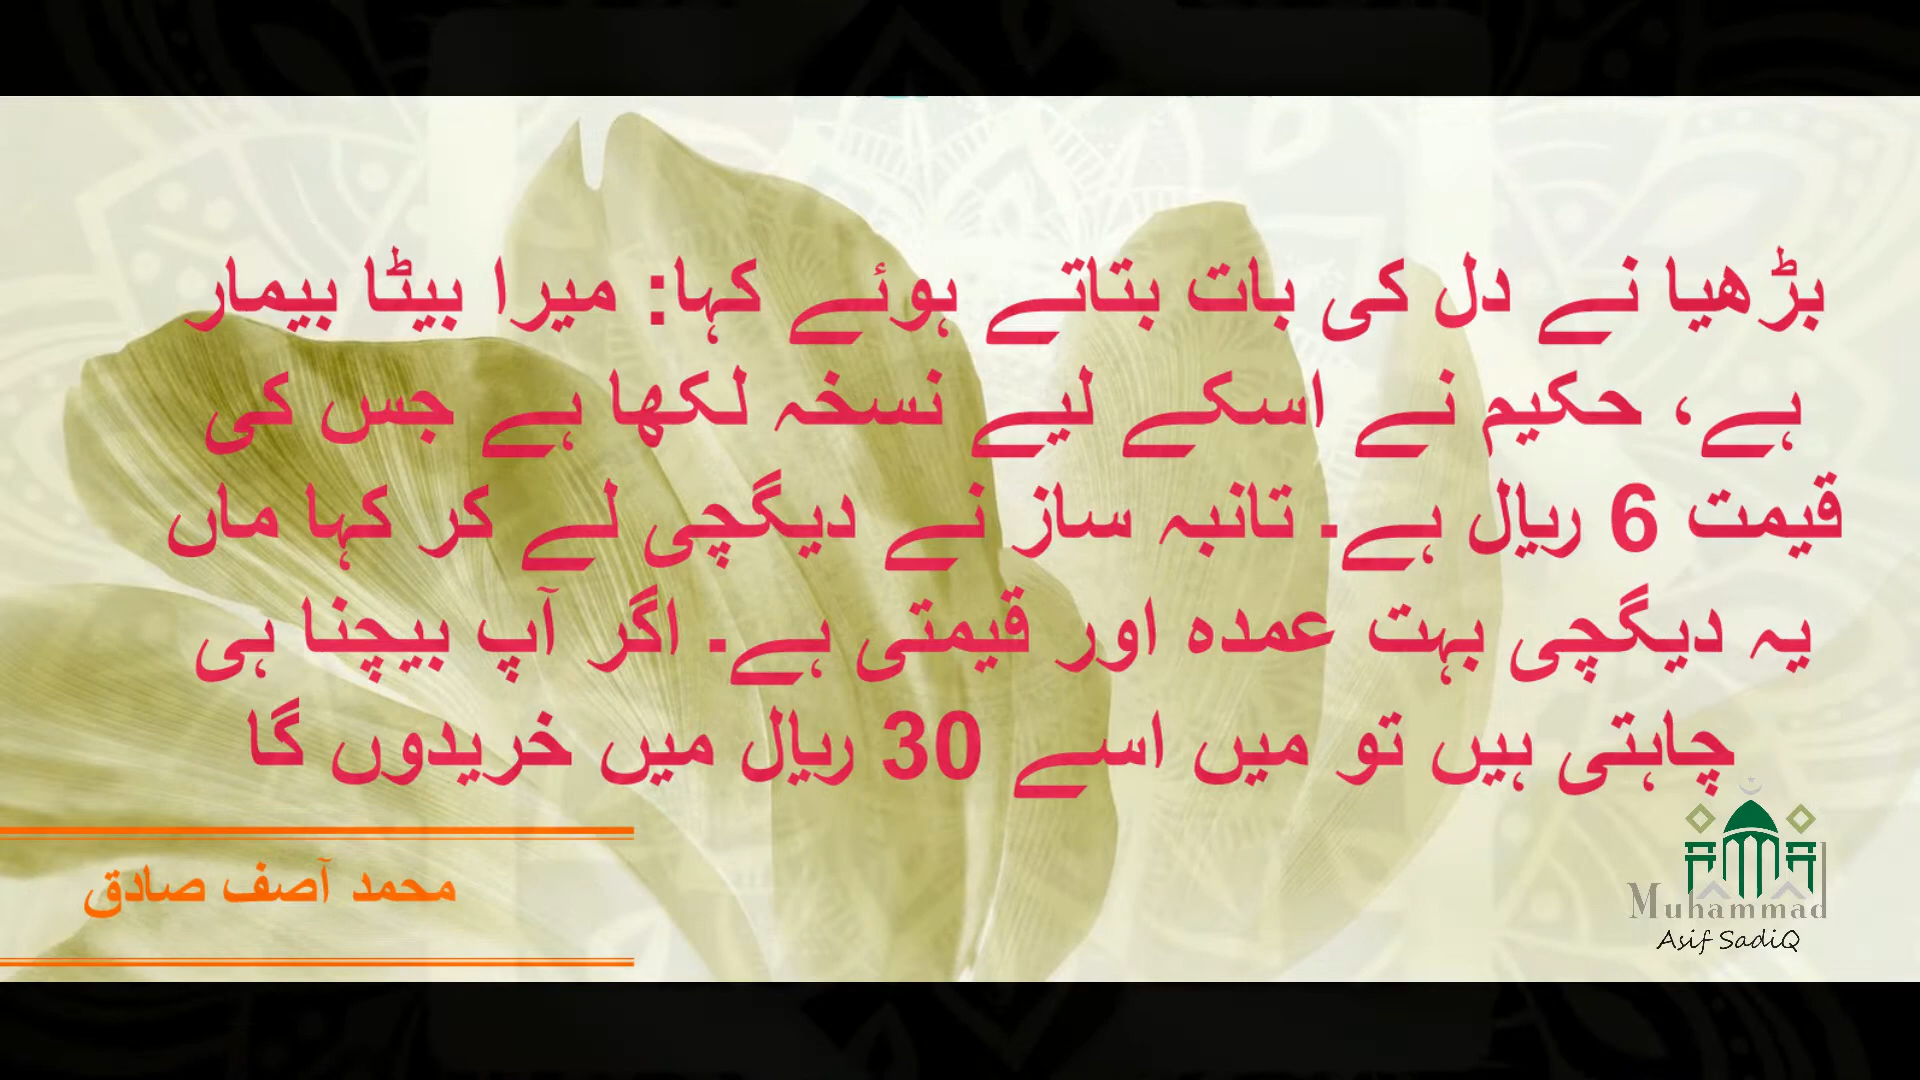 بڑھیا نے دل کی بات بتاتے ہوئے کہا: میرا بیٹا بیمار
ہے، حکیم نے اسکے لیے نسخہ لکھا ہے جس کی
قیمت 6 ریال ہے۔ تانبہ ساز نے دیگچی لے کر کہا ماں
یہ دیگچی بہت عمدہ اور قیمتی ہے۔ اگر آپ بیچنا ہی
چاہتی ہیں تو میں اسے 30 ریال میں خریدوں گا
محمد آصف صادق
Muhammad
Asif SadiQ